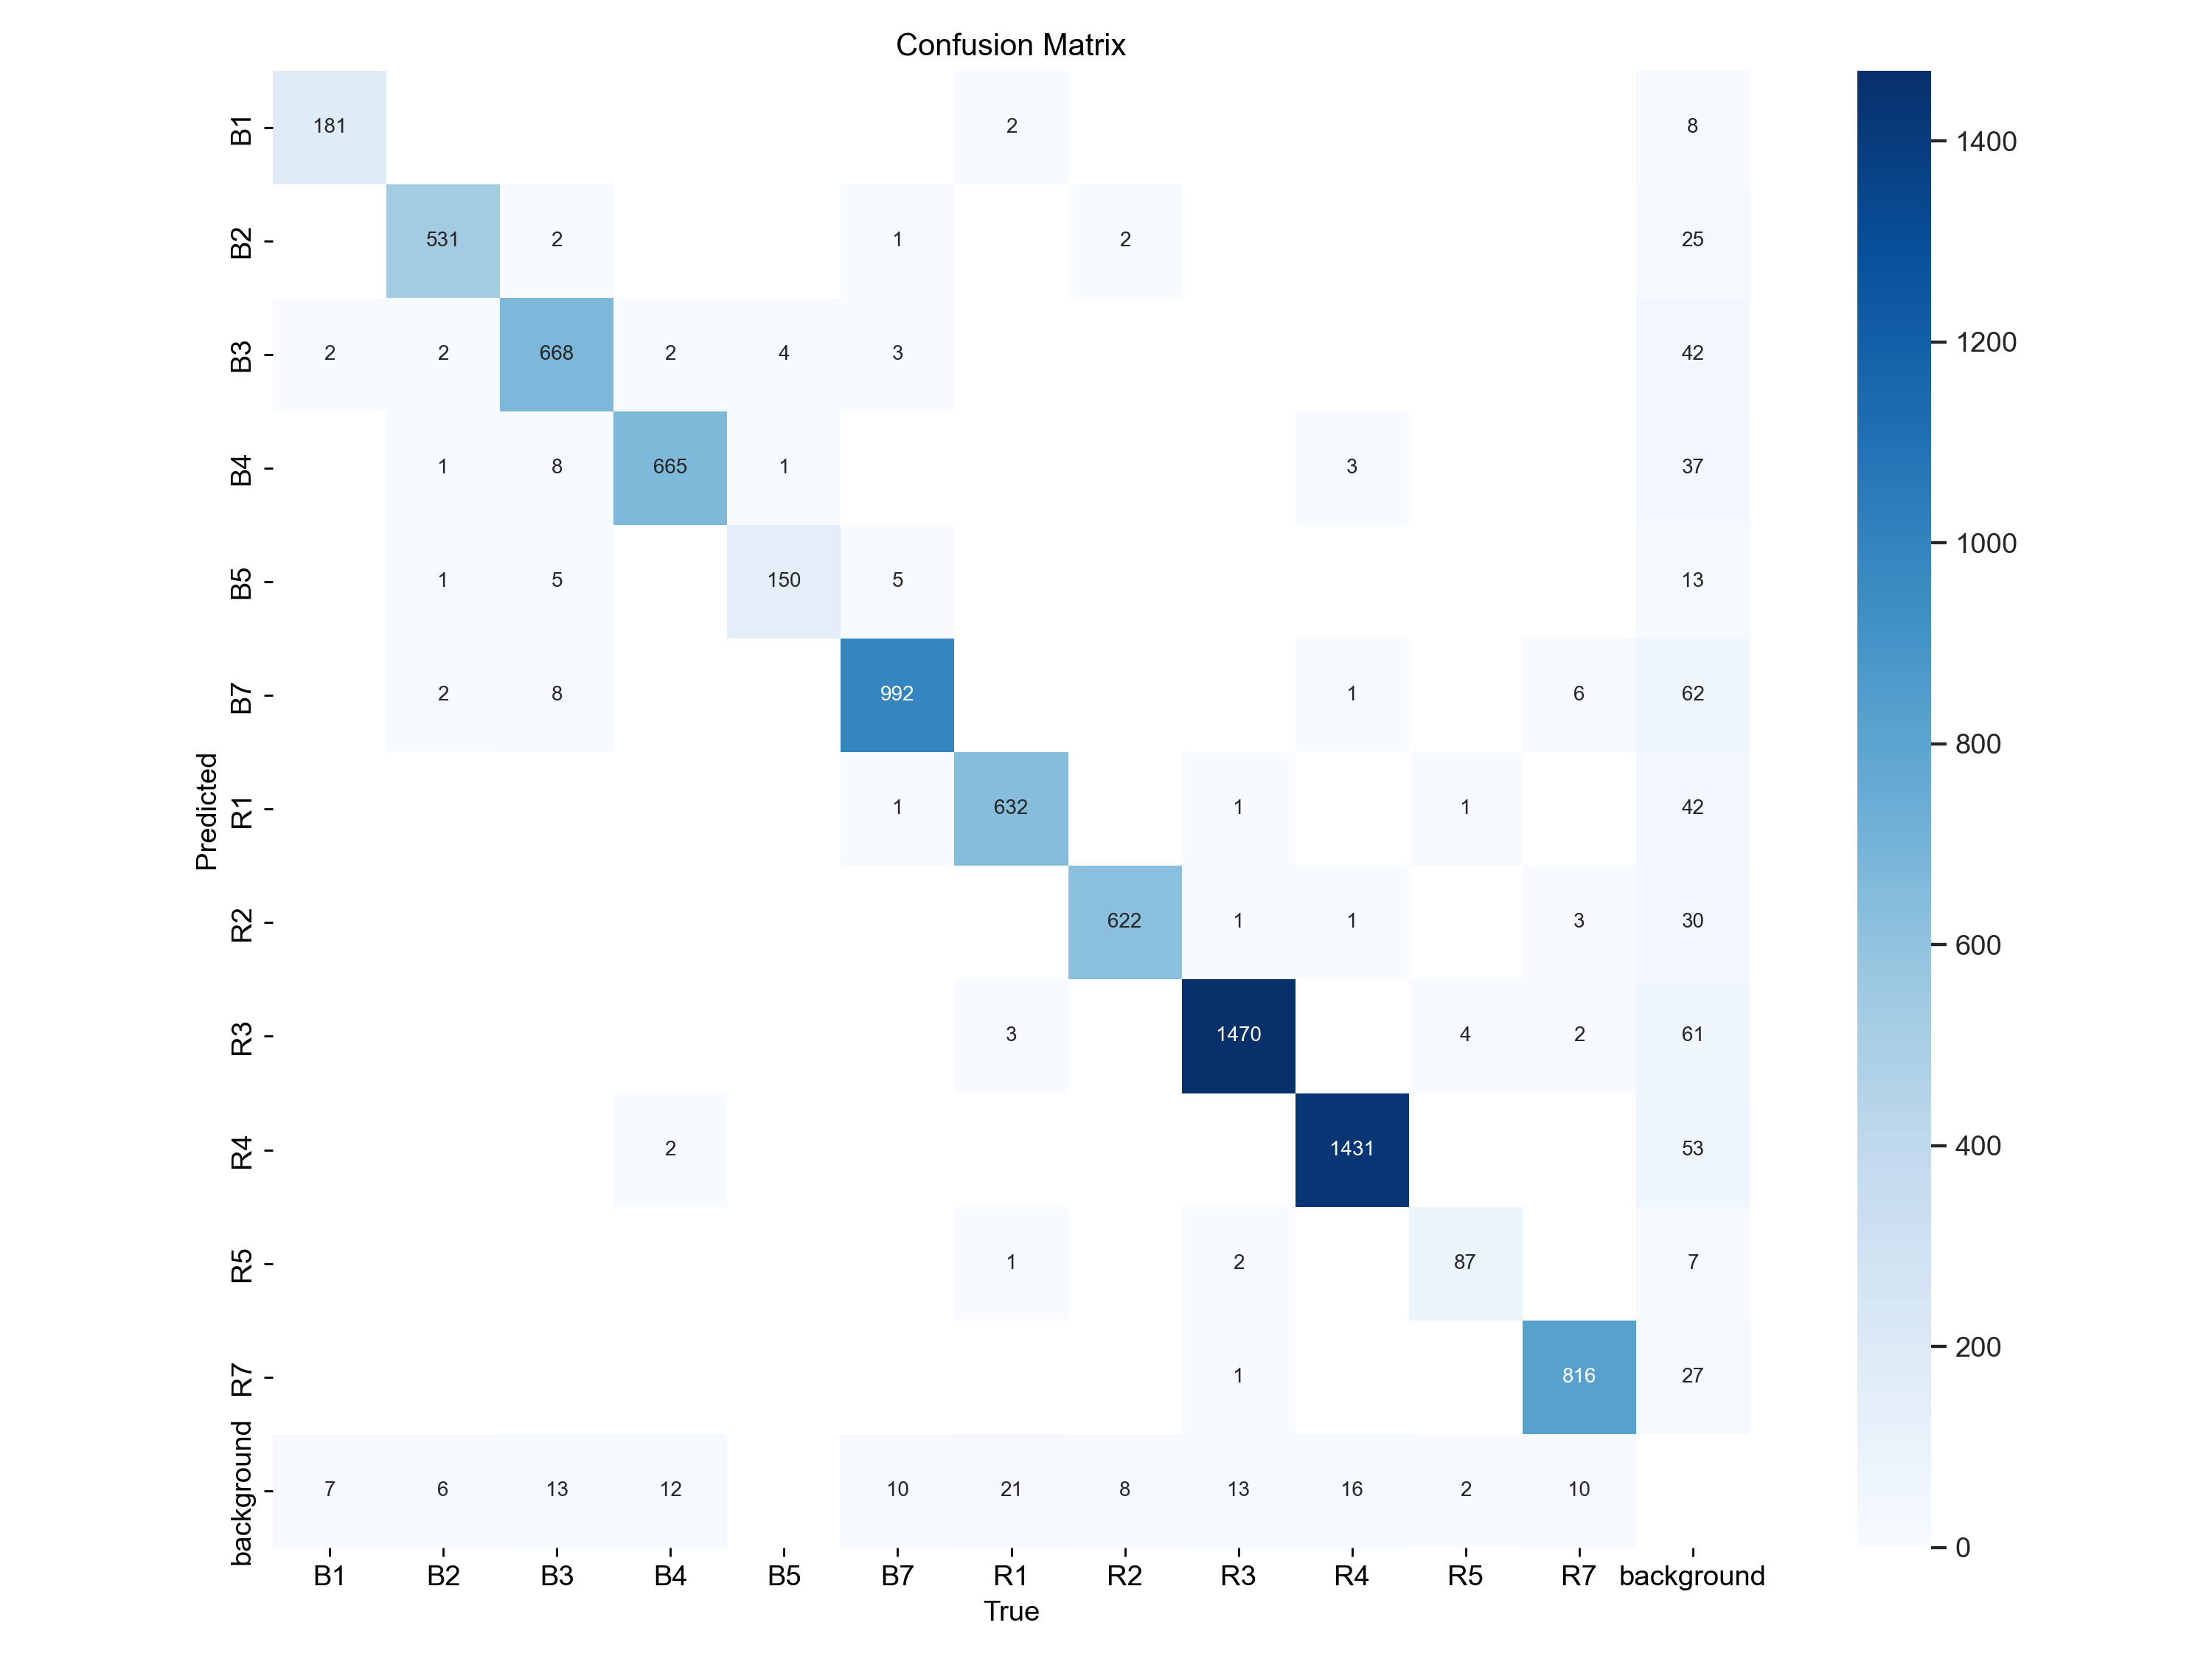 Confusion Matrix
B1 181 2 8
B2 531 2 1 2 25
B3 2 2 668 2 4 3 42
B4 1 8 665 1 3 37
B5 1 5 150 5 13
B7 2 8 992 1 6 62
R1 1 632 1 1 42
R2 622 1 1 3 30
R3 3 1470 4 2 61
R4 2 1431 53
R5 1 2 87 7
R7 1 816 27
background 7 6 13 12 10 21 8 13 16 2 10
B1 B2 B3 B4 B5 B7 R1 R2 R3 R4 R5 R7 background
True
Predicted
1400
1200
1000
800
600
400
200
0